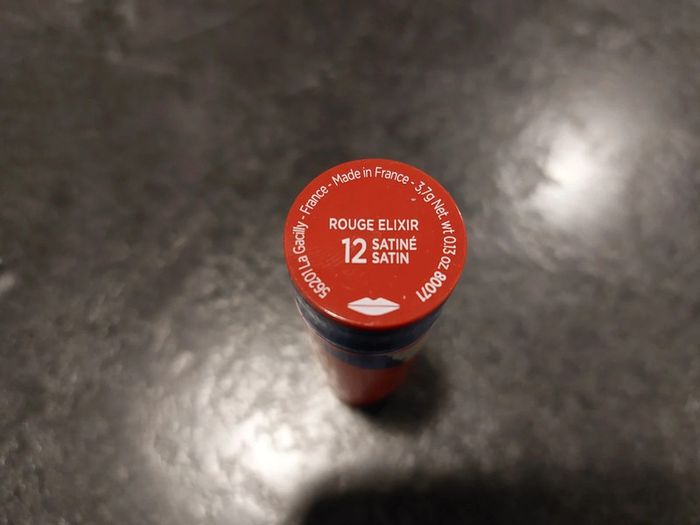 56201 La Gacilly - France - Made in France - 3,7g Net. wt 0.13 oz 80071
ROUGE ELIXIR
12 SATINÉ
SATIN